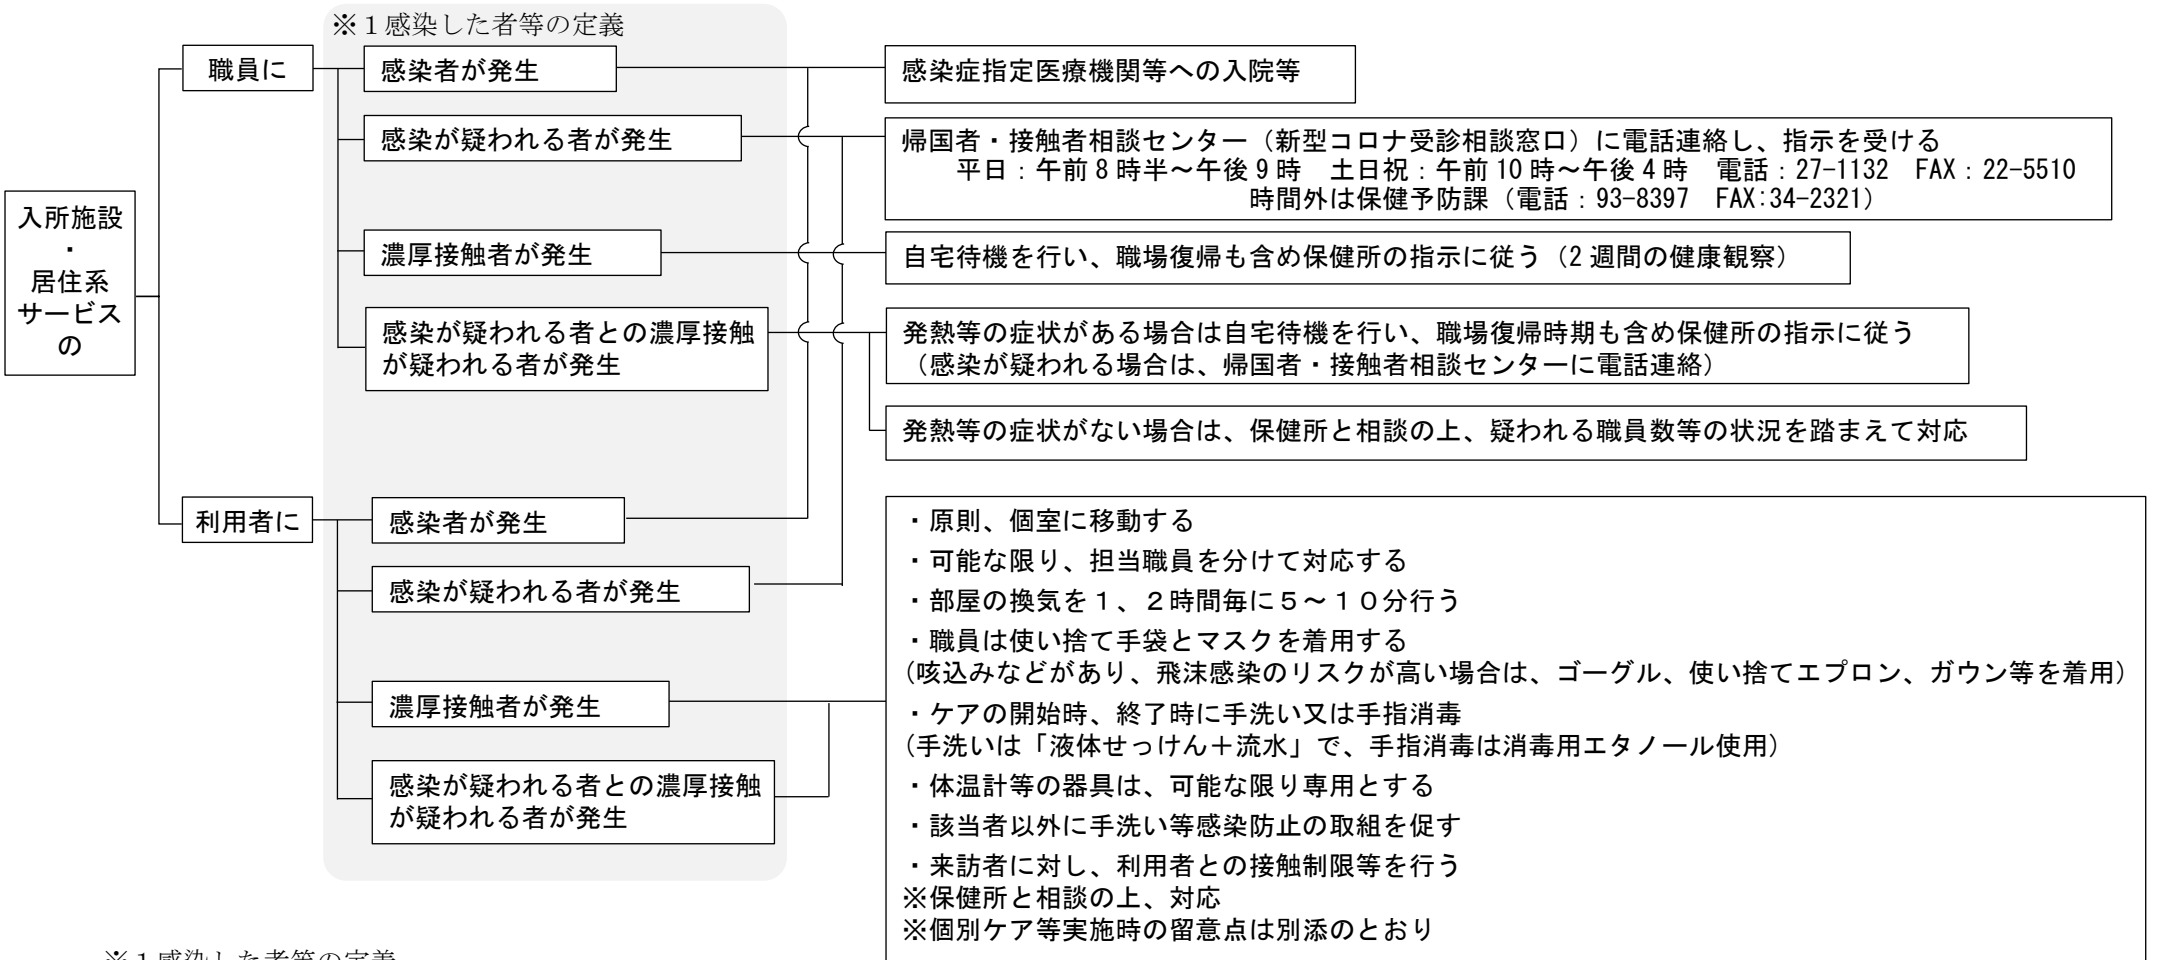 ※１感染した者等の定義
入所施設
・
居住系
サービス
の
職員に
感染者が発生
感染症指定医療機関等への入院等
感染が疑われる者が発生
帰国者・接触者相談センター（新型コロナ受診相談窓口）に電話連絡し、指示を受ける
平日：午前８時半～午後９時　土日祝：午前10時～午後４時　電話：27-1132　FAX：22-5510
時間外は保健予防課（電話：93-8397　FAX:34-2321）
濃厚接触者が発生
自宅待機を行い、職場復帰も含め保健所の指示に従う（2週間の健康観察）
感染が疑われる者との濃厚接触
が疑われる者が発生
発熱等の症状がある場合は自宅待機を行い、職場復帰時期も含め保健所の指示に従う
（感染が疑われる場合は、帰国者・接触者相談センターに電話連絡）
発熱等の症状がない場合は、保健所と相談の上、疑われる職員数等の状況を踏まえて対応
利用者に
感染者が発生
感染が疑われる者が発生
濃厚接触者が発生
感染が疑われる者との濃厚接触
が疑われる者が発生
・原則、個室に移動する
・可能な限り、担当職員を分けて対応する
・部屋の換気を１、２時間毎に５～１０分行う
・職員は使い捨て手袋とマスクを着用する
(咳込みなどがあり、飛沫感染のリスクが高い場合は、ゴーグル、使い捨てエプロン、ガウン等を着用)
・ケアの開始時、終了時に手洗い又は手指消毒
(手洗いは「液体せっけん＋流水」で、手指消毒は消毒用エタノール使用)
・体温計等の器具は、可能な限り専用とする
・該当者以外に手洗い等感染防止の取組を促す
・来訪者に対し、利用者との接触制限等を行う
※保健所と相談の上、対応
※個別ケア等実施時の留意点は別添のとおり
※１感染した者等の定義